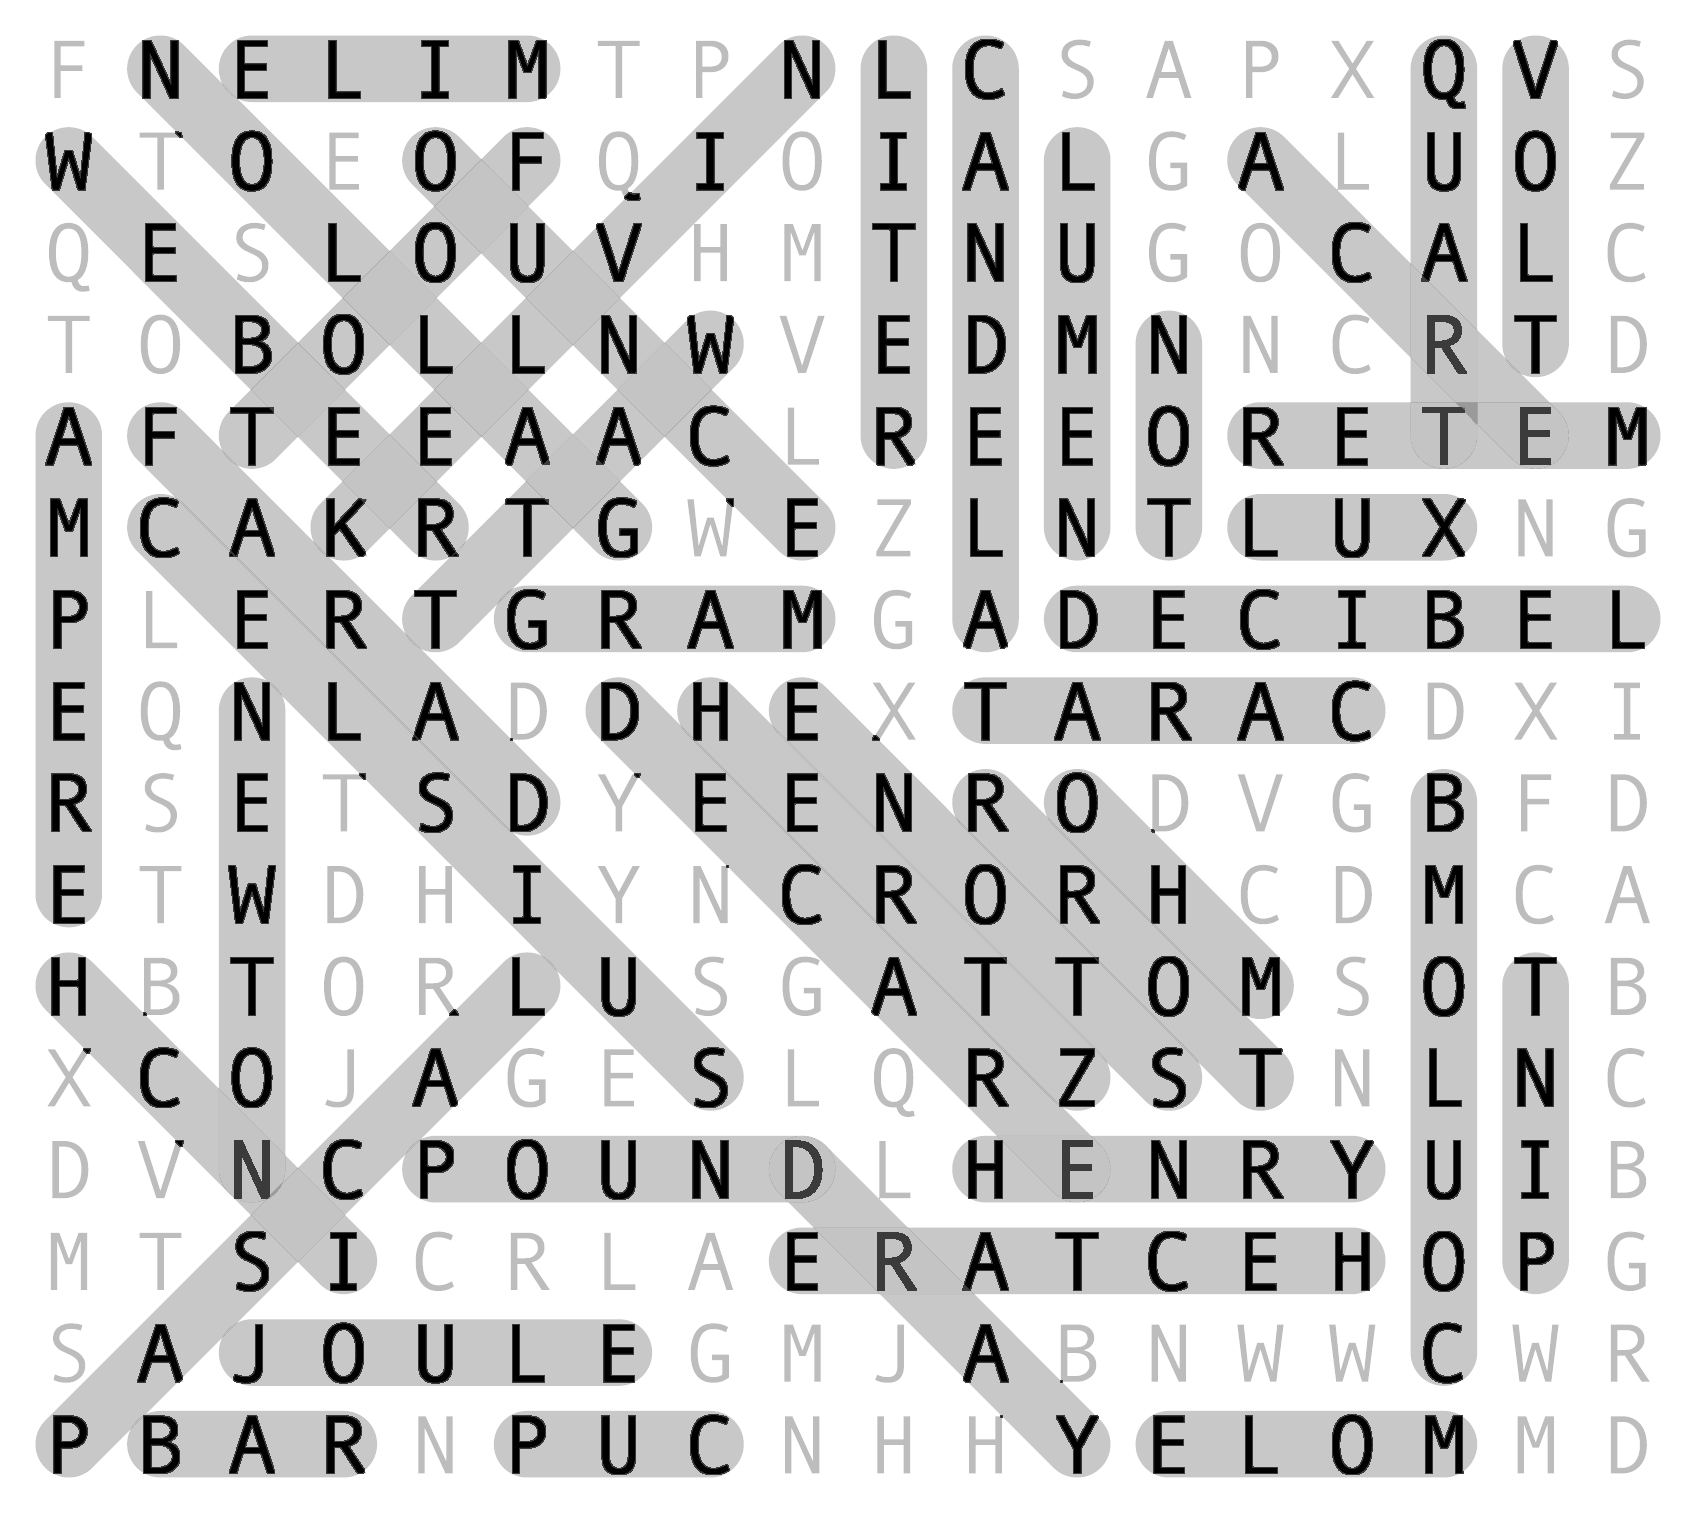 F N E L I M T P N L C S A P X Q V S
W T O E O F Q I O I A L G A L U O Z
Q E S L O U V H M T N U G O C A L C
T O B O L L N W V E D M N N C R T D
A F T E E A A C L R E E O R E T E M
M C A K R T G W E Z L N T L U X N G
P L E R T G R A M G A D E C I B E L
E Q N L A D D H E X T A R A C D X I
R S E T S D Y E E N R O D V G B F D
E T W D H I Y N C R O R H C D M C A
H B T O R L U S G A T T O M S O T B
X C O J A G E S L Q R Z S T N L N C
D V N C P O U N D L H E N R Y U I B
M T S I C R L A E R A T C E H O P G
S A J O U L E G M J A B N W W C W R
P B A R N P U C N H H Y E L O M M D